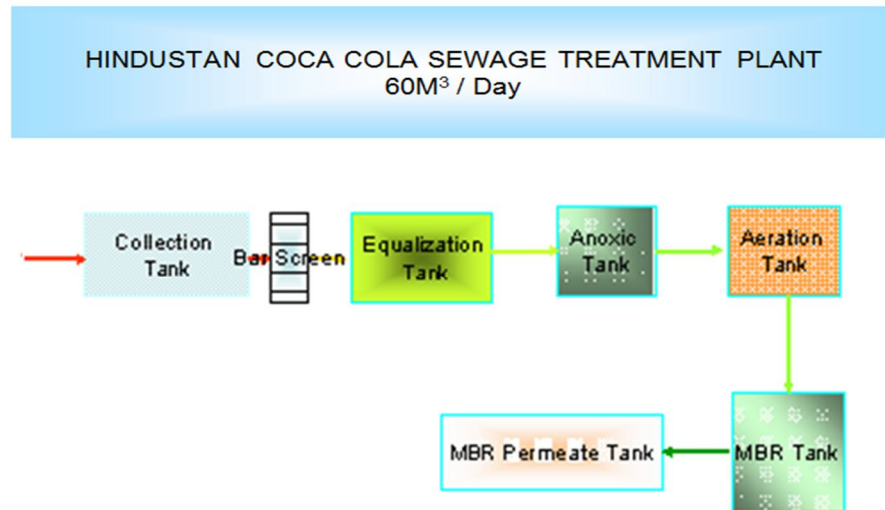 HINDUSTAN COCA COLA SEWAGE TREATMENT PLANT
60M³ / Day
Collection
Tank
Bar Screen
Equalization
Tank
Anoxic
Tank
Aeration
Tank
MBR Permeate Tank
MBR Tank